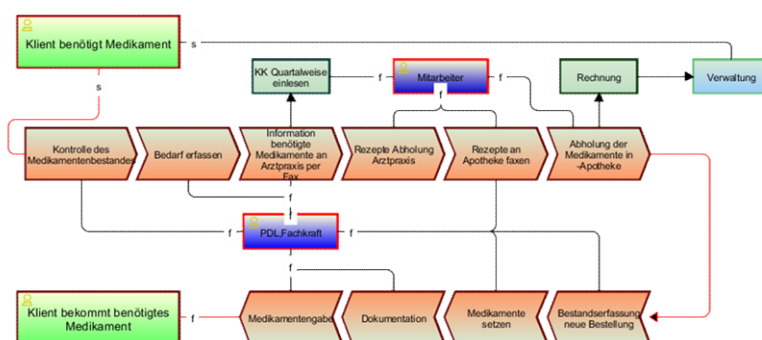 Klient benötigt Medikament
s
s
KK Quartalweise
einlesen
f
Mitarbeiter
f
f
Rechnung
Verwaltung
Kontrolle des
Medikamentenbestandes
Bedarf erfassen
Information
benötigte
Medikamente an
Arztpraxis per
Fax
Rezepte Abholung
Arztpraxis
Rezepte an
Apotheke faxen
Abholung der
Medikamente in
-Apotheke
f
f
f
PDL,Fachkraft
f
f
Klient bekommt benötigtes
Medikament
f
Medikamentengabe
Dokumentation
Medikamente
setzen
Bestandserfassung
neue Bestellung